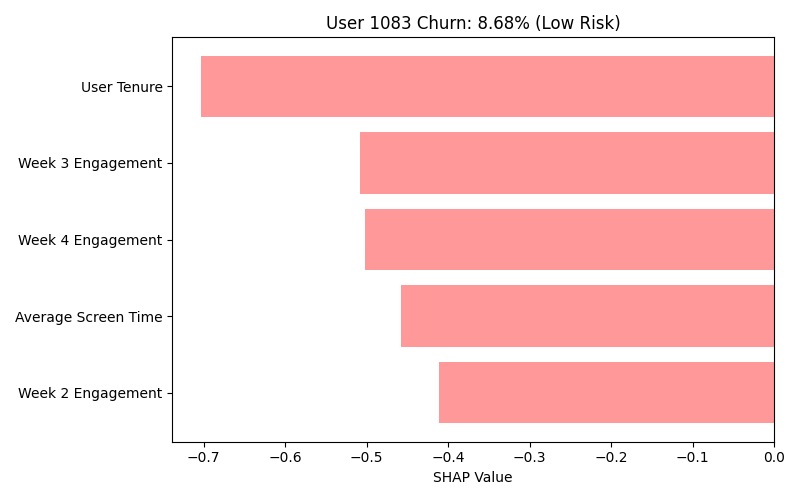 User 1083 Churn: 8.68% (Low Risk)
User Tenure
Week 3 Engagement
Week 4 Engagement
Average Screen Time
Week 2 Engagement
−0.7 −0.6 −0.5 −0.4 −0.3 −0.2 −0.1 0.0
SHAP Value